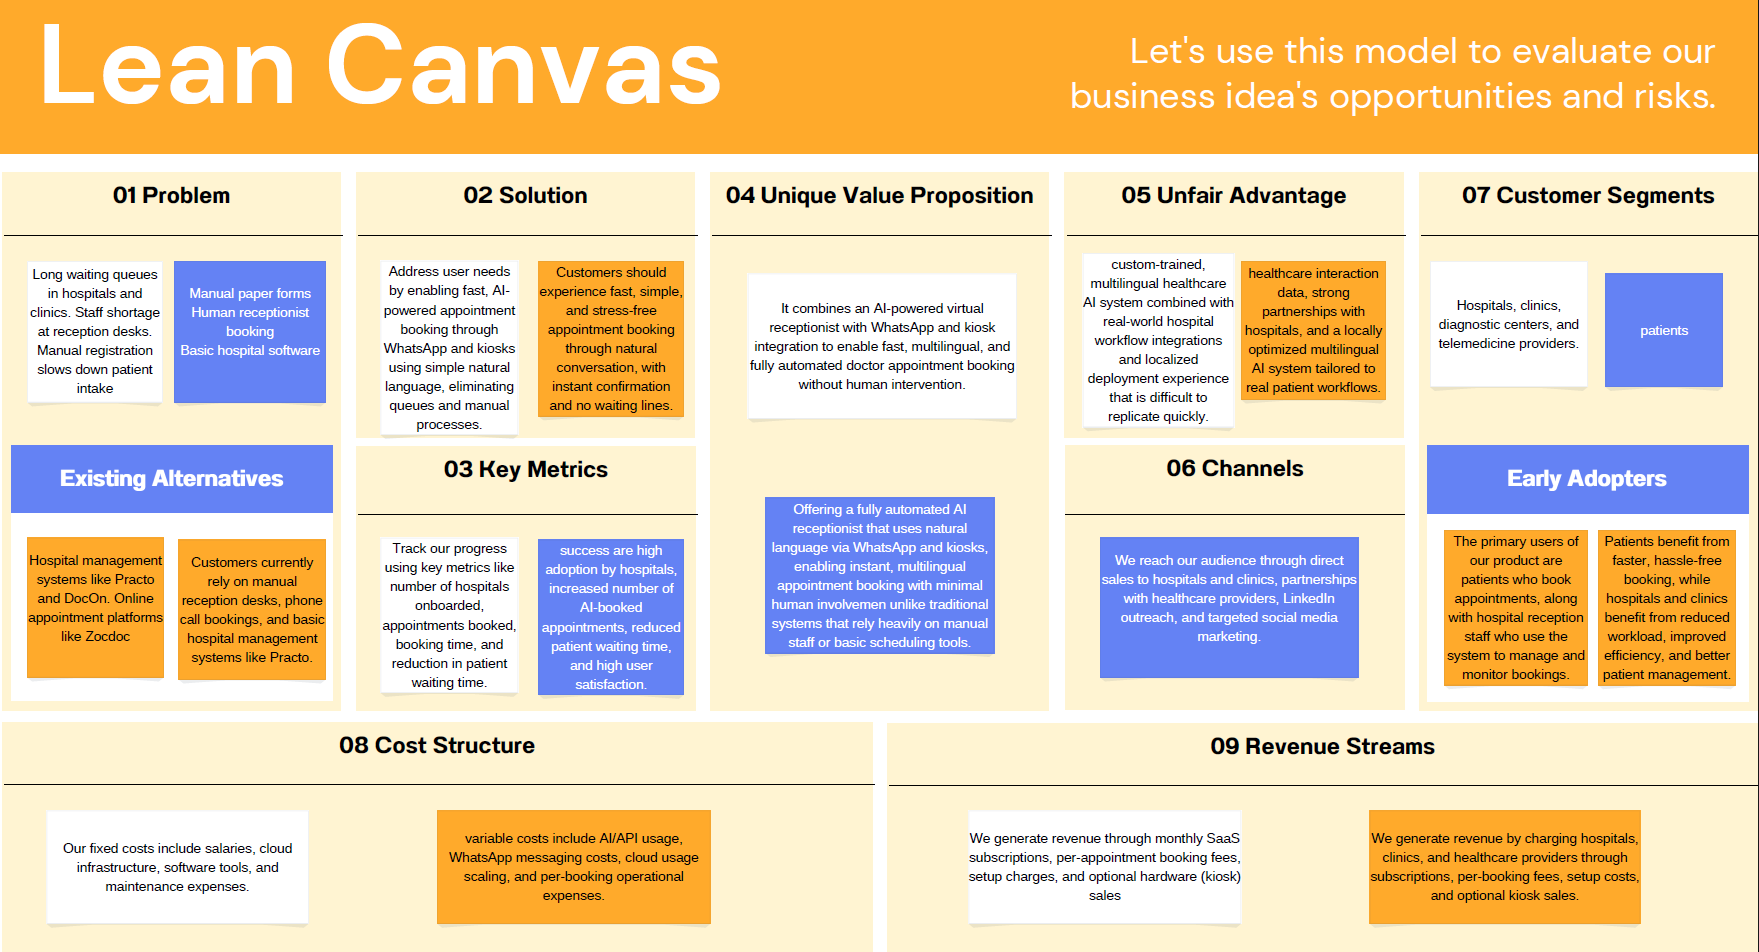 Lean Canvas
Let's use this model to evaluate our
business idea's opportunities and risks.
01 Problem
Long waiting queues
in hospitals and
clinics. Staff shortage
at reception desks.
Manual registration
slows down patient
intake
Manual paper forms
Human receptionist
booking
Basic hospital software
Existing Alternatives
Hospital management
systems like Practo
and DocOn. Online
appointment platforms
like Zocdoc
Customers currently
rely on manual
reception desks, phone
call bookings, and basic
hospital management
systems like Practo.
02 Solution
Address user needs
by enabling fast, AI-
powered appointment
booking through
WhatsApp and kiosks
using simple natural
language, eliminating
queues and manual
processes.
Customers should
experience fast, simple,
and stress-free
appointment booking
through natural
conversation, with
instant confirmation
and no waiting lines.
03 Key Metrics
Track our progress
using key metrics like
number of hospitals
onboarded,
appointments booked,
booking time, and
reduction in patient
waiting time.
success are high
adoption by hospitals,
increased number of
AI-booked
appointments, reduced
patient waiting time,
and high user
satisfaction.
04 Unique Value Proposition
It combines an AI-powered virtual
receptionist with WhatsApp and kiosk
integration to enable fast, multilingual, and
fully automated doctor appointment booking
without human intervention.
Offering a fully automated AI
receptionist that uses natural
language via WhatsApp and kiosks,
enabling instant, multilingual
appointment booking with minimal
human involvemen unlike traditional
systems that rely heavily on manual
staff or basic scheduling tools.
05 Unfair Advantage
custom-trained,
multilingual healthcare
AI system combined with
real-world hospital
workflow integrations
and localized
deployment experience
that is difficult to
replicate quickly.
healthcare interaction
data, strong
partnerships with
hospitals, and a locally
optimized multilingual
AI system tailored to
real patient workflows.
06 Channels
We reach our audience through direct
sales to hospitals and clinics, partnerships
with healthcare providers, LinkedIn
outreach, and targeted social media
marketing.
07 Customer Segments
Hospitals, clinics,
diagnostic centers, and
telemedicine providers.
patients
Early Adopters
The primary users of
our product are
patients who book
appointments, along
with hospital reception
staff who use the
system to manage and
monitor bookings.
Patients benefit from
faster, hassle-free
booking, while
hospitals and clinics
benefit from reduced
workload, improved
efficiency, and better
patient management.
08 Cost Structure
Our fixed costs include salaries, cloud
infrastructure, software tools, and
maintenance expenses.
variable costs include AI/API usage,
WhatsApp messaging costs, cloud usage
scaling, and per-booking operational
expenses.
09 Revenue Streams
We generate revenue through monthly SaaS
subscriptions, per-appointment booking fees,
setup charges, and optional hardware (kiosk)
sales
We generate revenue by charging hospitals,
clinics, and healthcare providers through
subscriptions, per-booking fees, setup costs,
and optional kiosk sales.